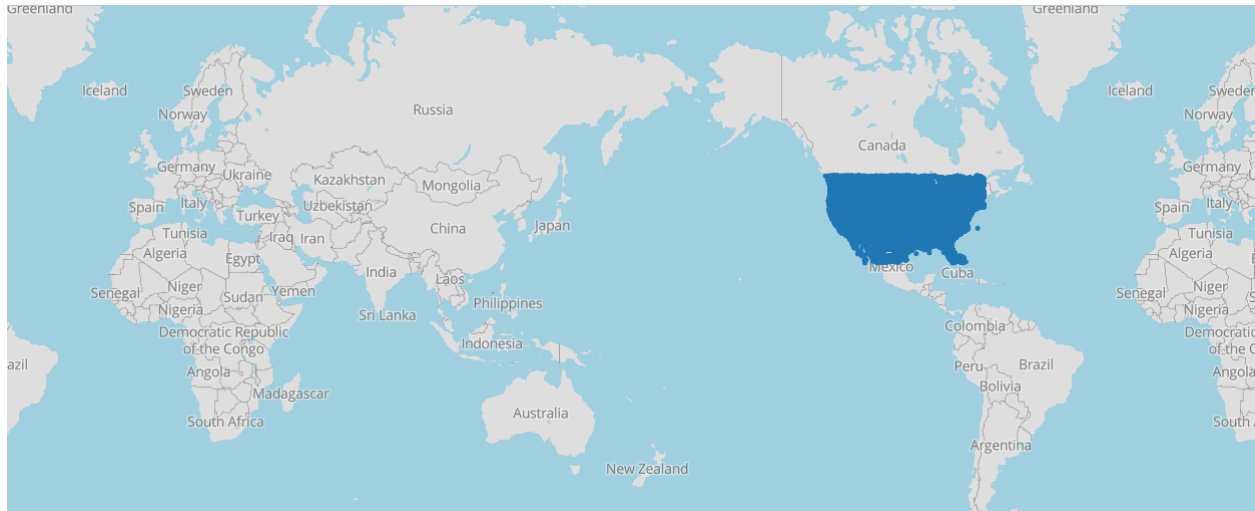 Greenland
Greenland
Iceland
Sweden
Norway
Russia
Canada
Iceland
Sweden
Norway
Germany
Ukraine
Kazakhstan
Mongolia
Germany
Spain
Italy
Uzbekistan
Turkey
Japan
Spain
Italy
Tunisia
China
Tunisia
Algeria
Iraq
Iran
Egypt
India
Laos
Mexico
Cuba
Algeria
Senegal
Niger
Sudan
Yemen
Philippines
Senegal
Niger
Nigeria
Sri Lanka
Nigeria
Democratic Republic
of the Congo
Indonesia
Colombia
Democratic
of the C
azil
Angola
Peru
Brazil
Angola
Madagascar
Bolivia
South Africa
Australia
South A
Argentina
New Zealand